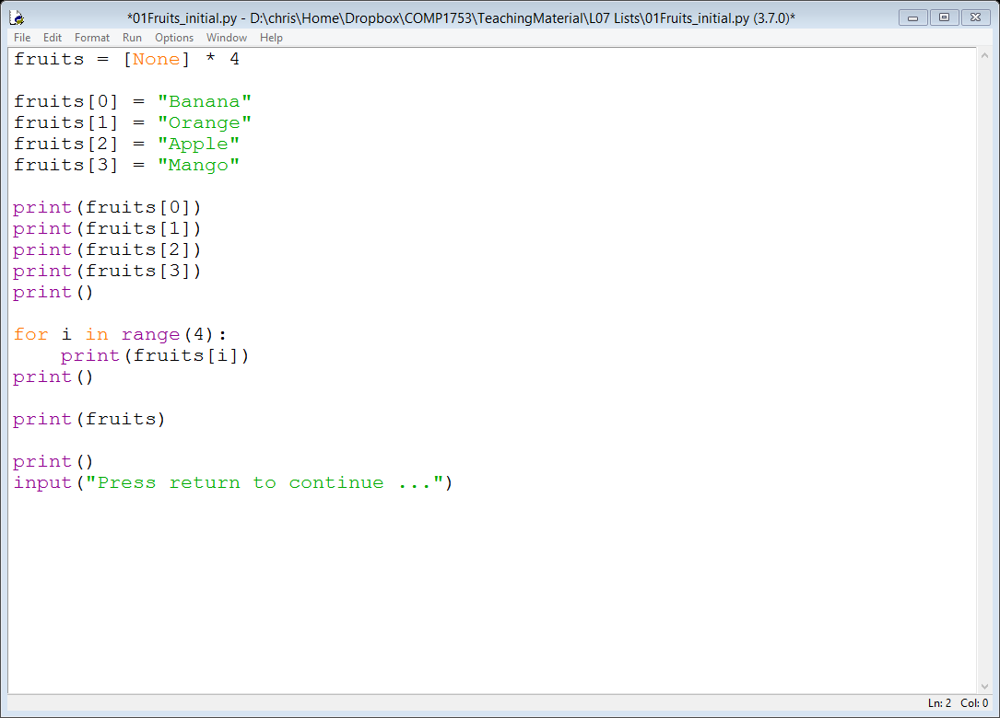 *01Fruits_initial.py - D:\chris\Home\Dropbox\COMP1753\TeachingMaterial\L07 Lists\01Fruits_initial.py (3.7.0)*
File Edit Format Run Options Window Help
fruits = [None] * 4

fruits[0] = "Banana"
fruits[1] = "Orange"
fruits[2] = "Apple"
fruits[3] = "Mango"

print(fruits[0])
print(fruits[1])
print(fruits[2])
print(fruits[3])
print()

for i in range(4):
    print(fruits[i])
print()

print(fruits)

print()
input("Press return to continue ...")
Ln: 2 Col: 0